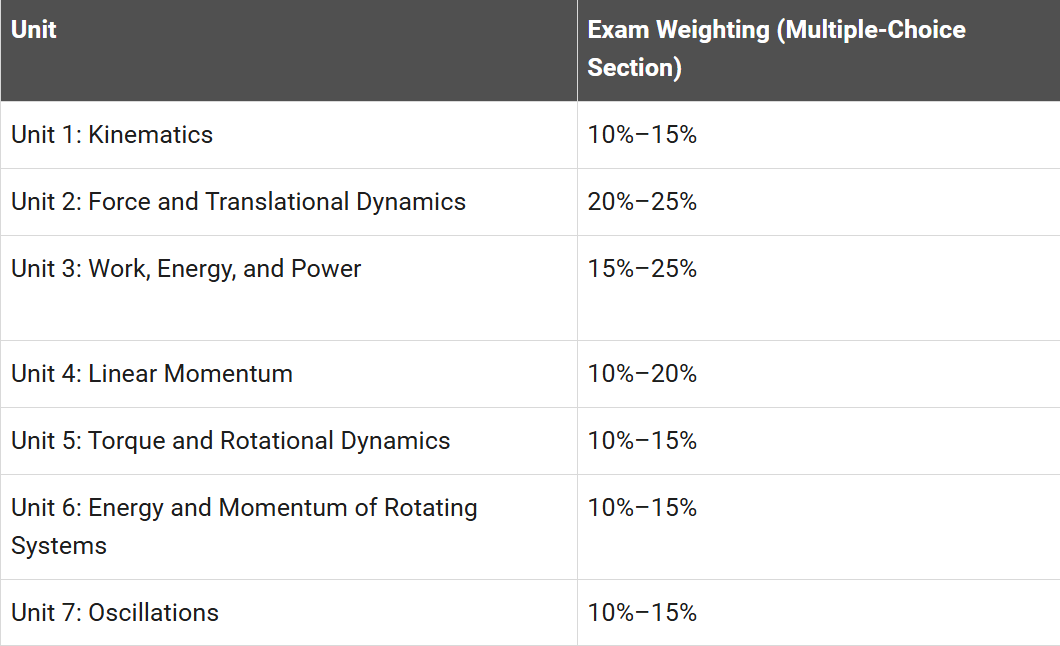 Unit
Exam Weighting (Multiple-Choice
Section)
Unit 1: Kinematics
10%–15%
Unit 2: Force and Translational Dynamics
20%–25%
Unit 3: Work, Energy, and Power
15%–25%
Unit 4: Linear Momentum
10%–20%
Unit 5: Torque and Rotational Dynamics
10%–15%
Unit 6: Energy and Momentum of Rotating
Systems
10%–15%
Unit 7: Oscillations
10%–15%